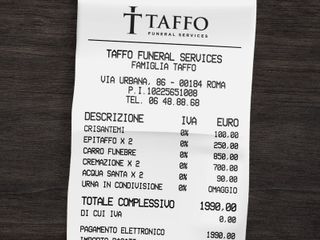 TAFFO
FUNERAL SERVICES
TAFFO FUNERAL SERVICES
FAMIGLIA TAFFO
VIA URBANA, 86 - 00184 ROMA
P.I.10225651008
TEL. 06 48.88.68
DESCRIZIONE IVA EURO
CRISANTEMI 0% 100.00
EPITAFFO X 2 0% 250.00
CARRO FUNEBRE 0% 850.00
CREMAZIONE X 2 0% 700.00
ACQUA SANTA X 2 0% 90.00
URNA IN CONDIVISIONE 0% OMAGGIO
TOTALE COMPLESSIVO 1990,00
DI CUI IVA 0.00
PAGAMENTO ELETTRONICO 1990.00